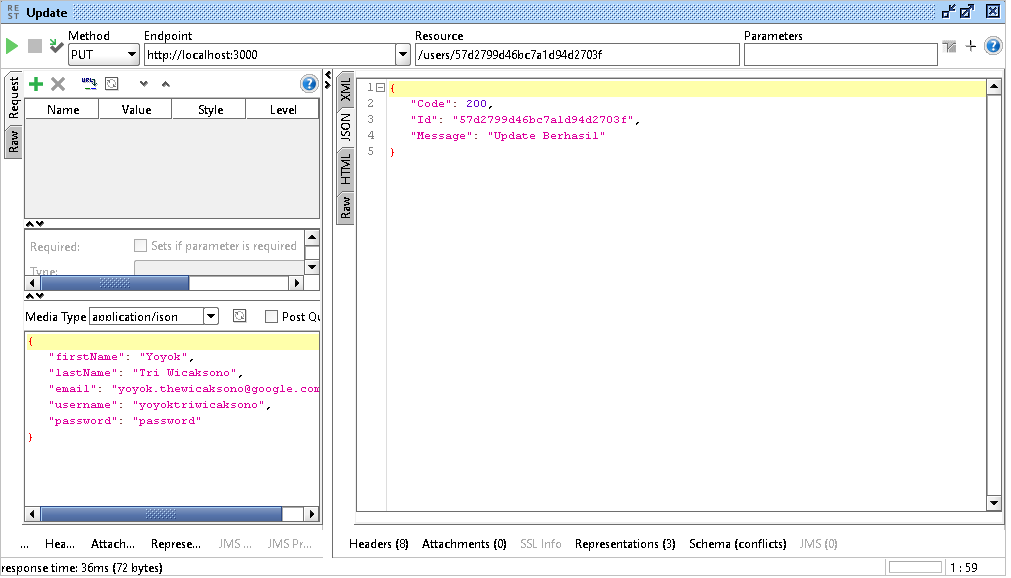 REST Update
Method Endpoint Resource Parameters
PUT http://localhost:3000 /users/57d2799d46bc7a1d94d2703f
Request
Raw
Name Value Style Level
Required: Sets if parameter is required
Type:
Media Type application/json Post Qu
{
"firstName": "Yoyok",
"lastName": "Tri Wicaksono",
"email": "yoyok.thewicaksono@google.com
"username": "yoyoktriwicaksono",
"password": "password"
}
... Hea... Attach... Represe... JMS ... JMS Pr...
XML
JSON
HTML
Raw
1 {
2 "Code": 200,
3 "Id": "57d2799d46bc7a1d94d2703f",
4 "Message": "Update Berhasil"
5 }
Headers (8) Attachments (0) SSL Info Representations (3) Schema (conflicts) JMS (0)
response time: 36ms (72 bytes) 1 : 59